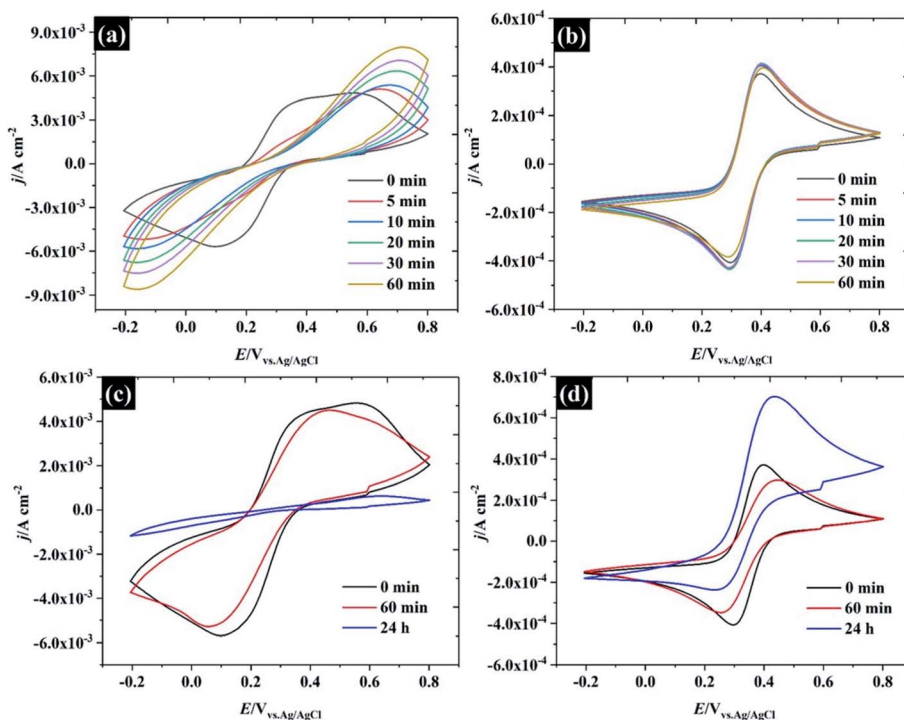 (a)
9.0x10⁻³
6.0x10⁻³
3.0x10⁻³
0.0
-3.0x10⁻³
-6.0x10⁻³
-9.0x10⁻³
j/A cm⁻²
0 min
5 min
10 min
20 min
30 min
60 min
-0.2 0.0 0.2 0.4 0.6 0.8
E/V vs.Ag/AgCl
(b)
6.0x10⁻⁴
4.0x10⁻⁴
2.0x10⁻⁴
0.0
-2.0x10⁻⁴
-4.0x10⁻⁴
-6.0x10⁻⁴
j/A cm⁻²
0 min
5 min
10 min
20 min
30 min
60 min
-0.2 0.0 0.2 0.4 0.6 0.8
E/V vs.Ag/AgCl
(c)
6.0x10⁻³
4.0x10⁻³
2.0x10⁻³
0.0
-2.0x10⁻³
-4.0x10⁻³
-6.0x10⁻³
j/A cm⁻²
0 min
60 min
24 h
-0.2 0.0 0.2 0.4 0.6 0.8
E/V vs.Ag/AgCl
(d)
8.0x10⁻⁴
6.0x10⁻⁴
4.0x10⁻⁴
2.0x10⁻⁴
0.0
-2.0x10⁻⁴
-4.0x10⁻⁴
-6.0x10⁻⁴
j/A cm⁻²
0 min
60 min
24 h
-0.2 0.0 0.2 0.4 0.6 0.8
E/V vs.Ag/AgCl